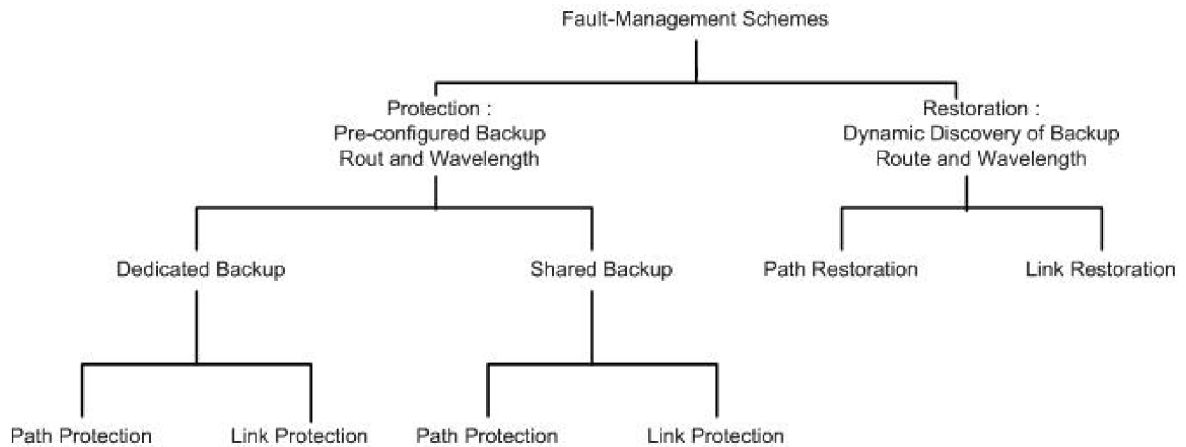 Fault-Management Schemes
Protection :
Pre-configured Backup
Rout and Wavelength
Restoration :
Dynamic Discovery of Backup
Route and Wavelength
Dedicated Backup
Shared Backup
Path Restoration
Link Restoration
Path Protection
Link Protection
Path Protection
Link Protection